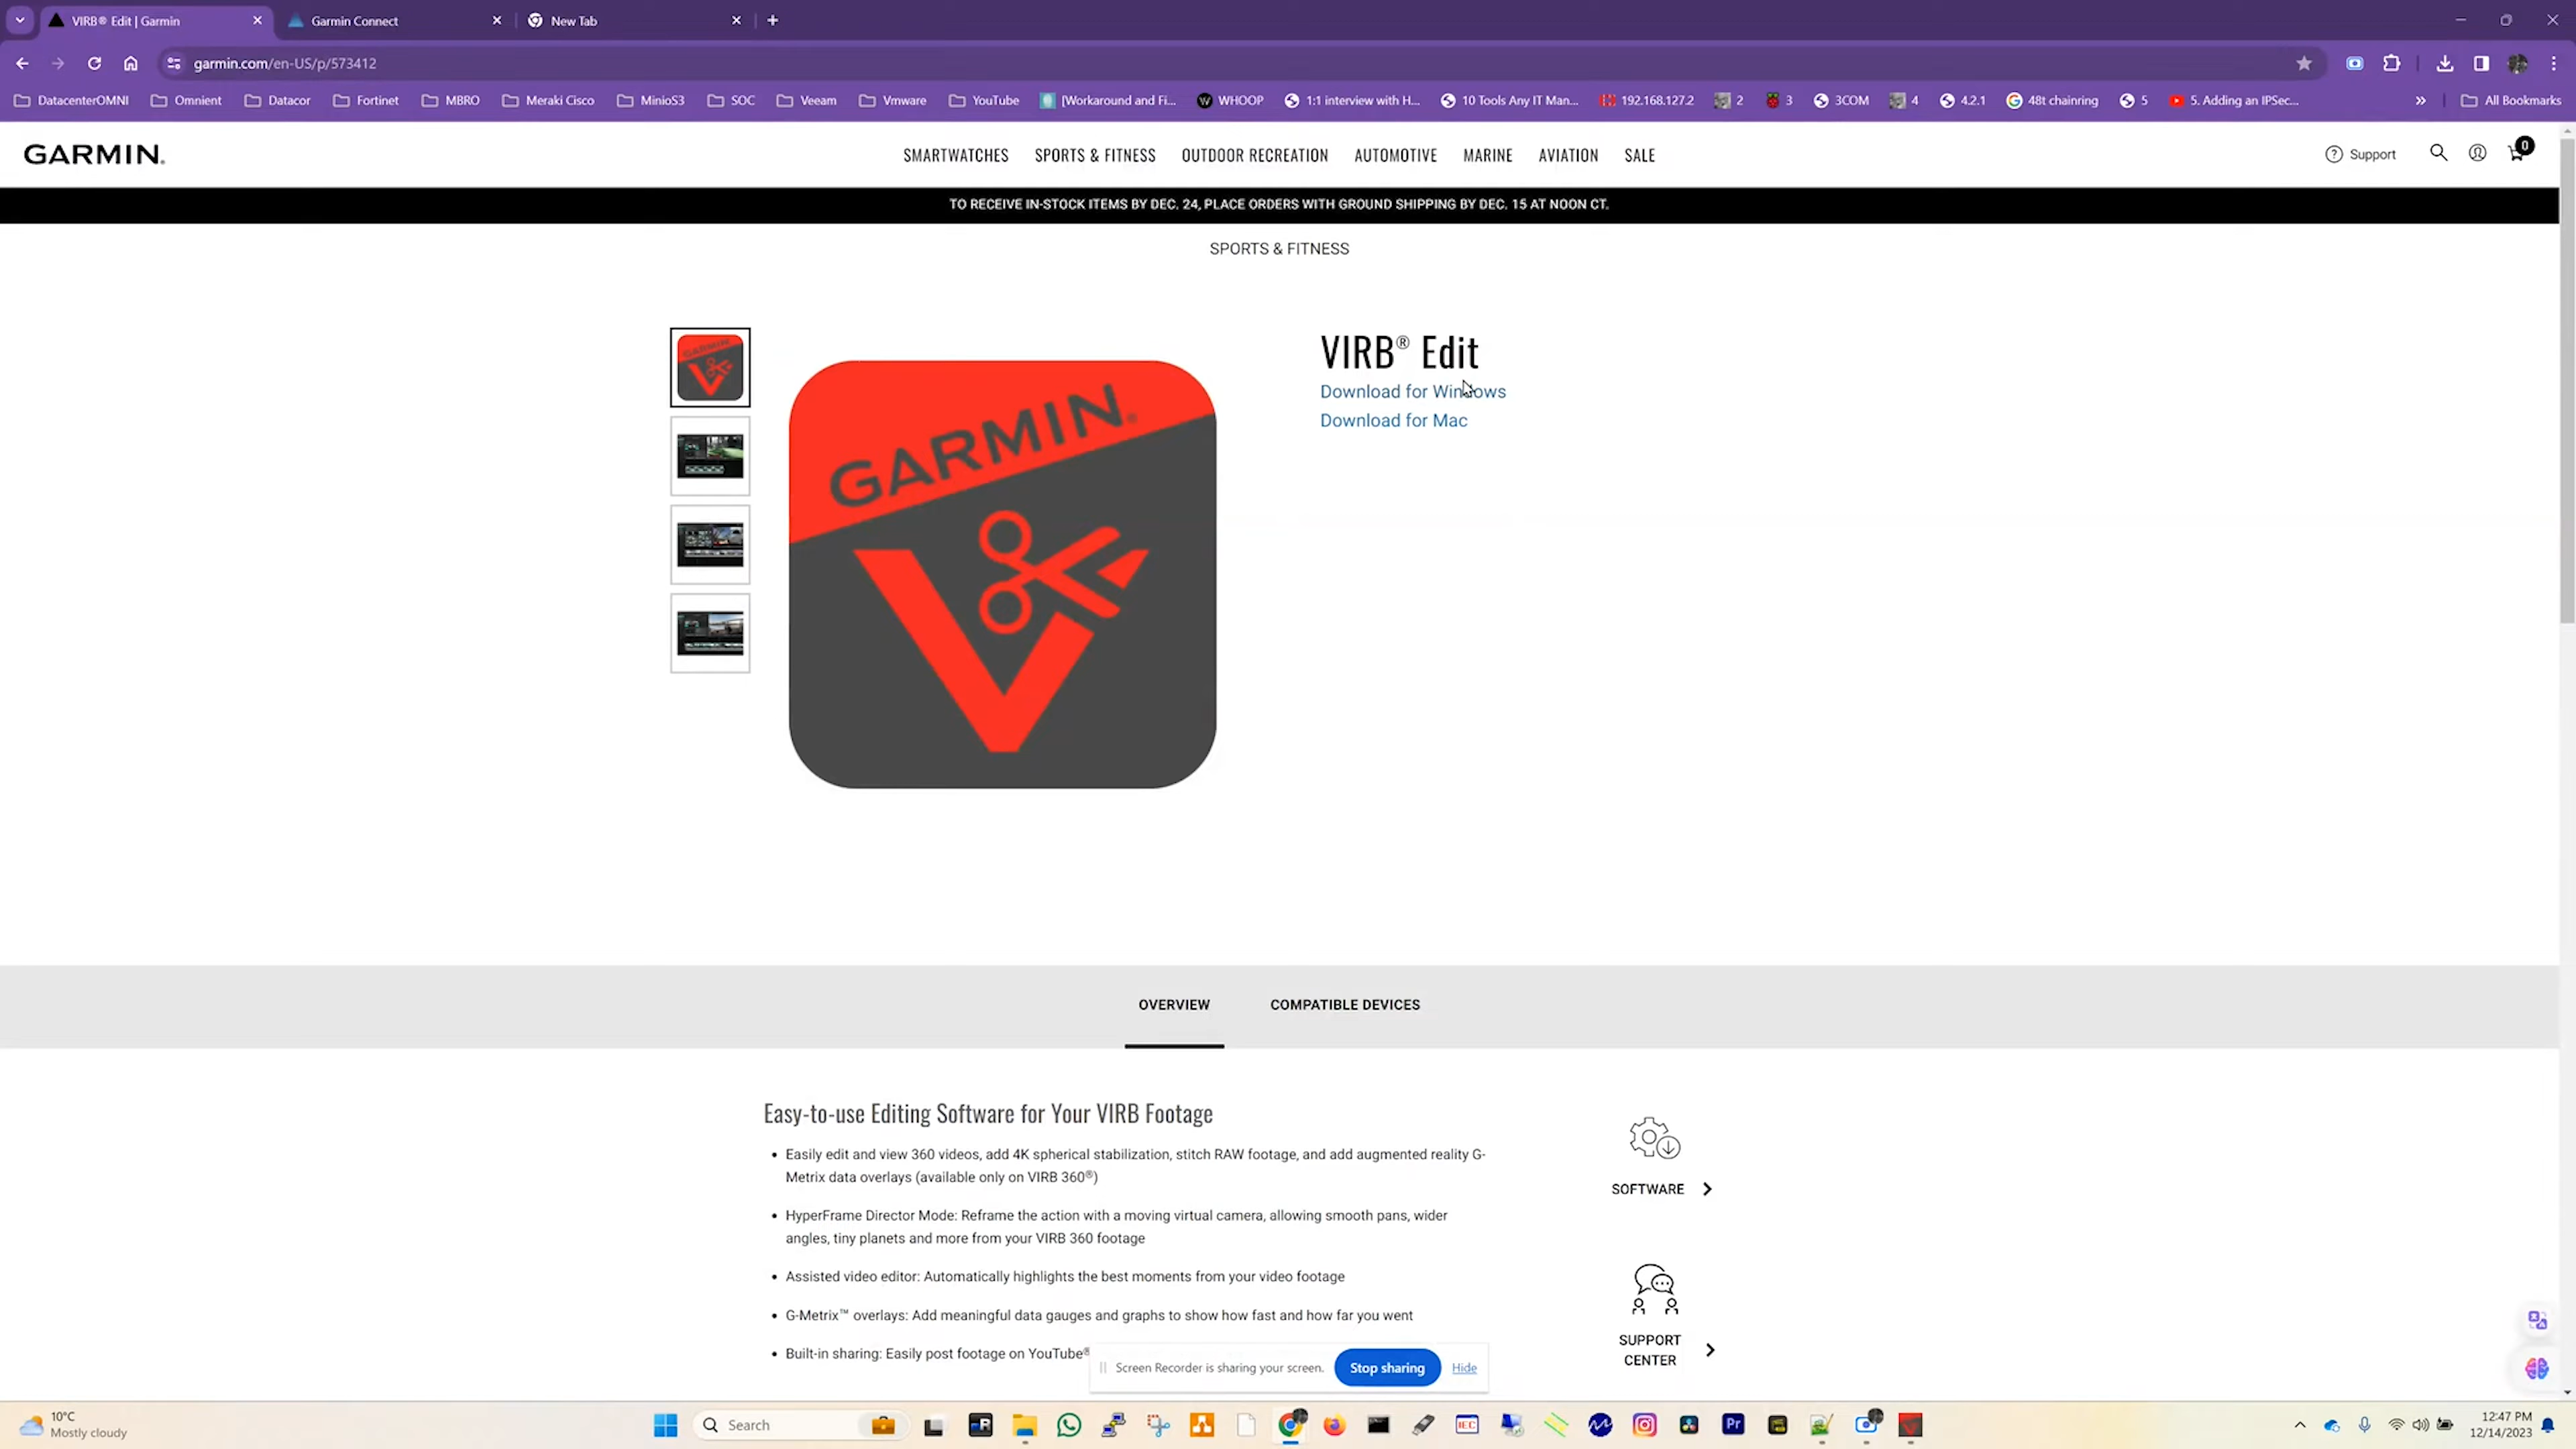 VIRB® Edit | Garmin
Garmin Connect
New Tab
garmin.com/en-US/p/573412
DatacenterOMNI
Omnient
Datacor
Fortinet
MBRO
Meraki Cisco
MinioS3
SOC
Veeam
Vmware
YouTube
[Workaround and Fi...
WHOOP
1:1 interview with H...
10 Tools Any IT Man...
192.168.127.2
2
3
3COM
4
4.2.1
48t chainring
5
5. Adding an IPSec...
All Bookmarks
GARMIN.
SMARTWATCHES
SPORTS & FITNESS
OUTDOOR RECREATION
AUTOMOTIVE
MARINE
AVIATION
SALE
Support
0
TO RECEIVE IN-STOCK ITEMS BY DEC. 24, PLACE ORDERS WITH GROUND SHIPPING BY DEC. 15 AT NOON CT.
SPORTS & FITNESS
GARMIN
GARMIN.
VIRB® Edit
Download for Windows
Download for Mac
OVERVIEW
COMPATIBLE DEVICES
Easy-to-use Editing Software for Your VIRB Footage
• Easily edit and view 360 videos, add 4K spherical stabilization, stitch RAW footage, and add augmented reality G-
Metrix data overlays (available only on VIRB 360®)
• HyperFrame Director Mode: Reframe the action with a moving virtual camera, allowing smooth pans, wider
angles, tiny planets and more from your VIRB 360 footage
• Assisted video editor: Automatically highlights the best moments from your video footage
• G-Metrix™ overlays: Add meaningful data gauges and graphs to show how fast and how far you went
• Built-in sharing: Easily post footage on YouTube®
SOFTWARE
SUPPORT
CENTER
Screen Recorder is sharing your screen.
Stop sharing
Hide
10°C
Mostly cloudy
Search
IEC
Pr
12:47 PM
12/14/2023